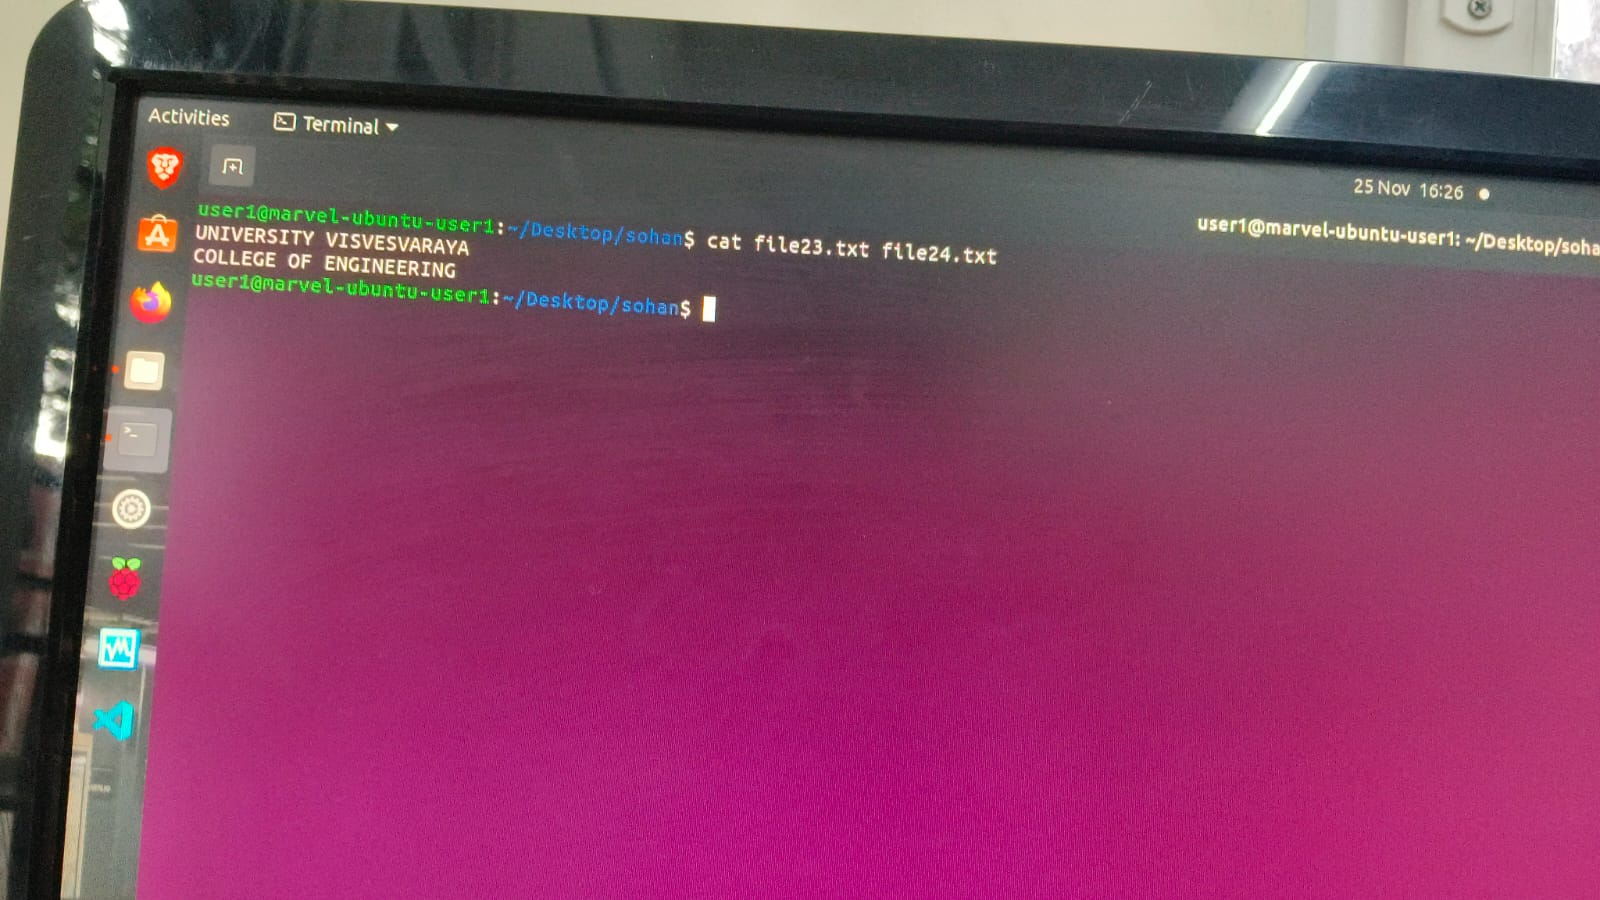 Activities
Terminal
25 Nov 16:26
user1@marvel-ubuntu-user1: ~/Desktop/soha
user1@marvel-ubuntu-user1:~/Desktop/sohan$ cat file23.txt file24.txt
UNIVERSITY VISVESVARAYA
COLLEGE OF ENGINEERING
user1@marvel-ubuntu-user1:~/Desktop/sohan$